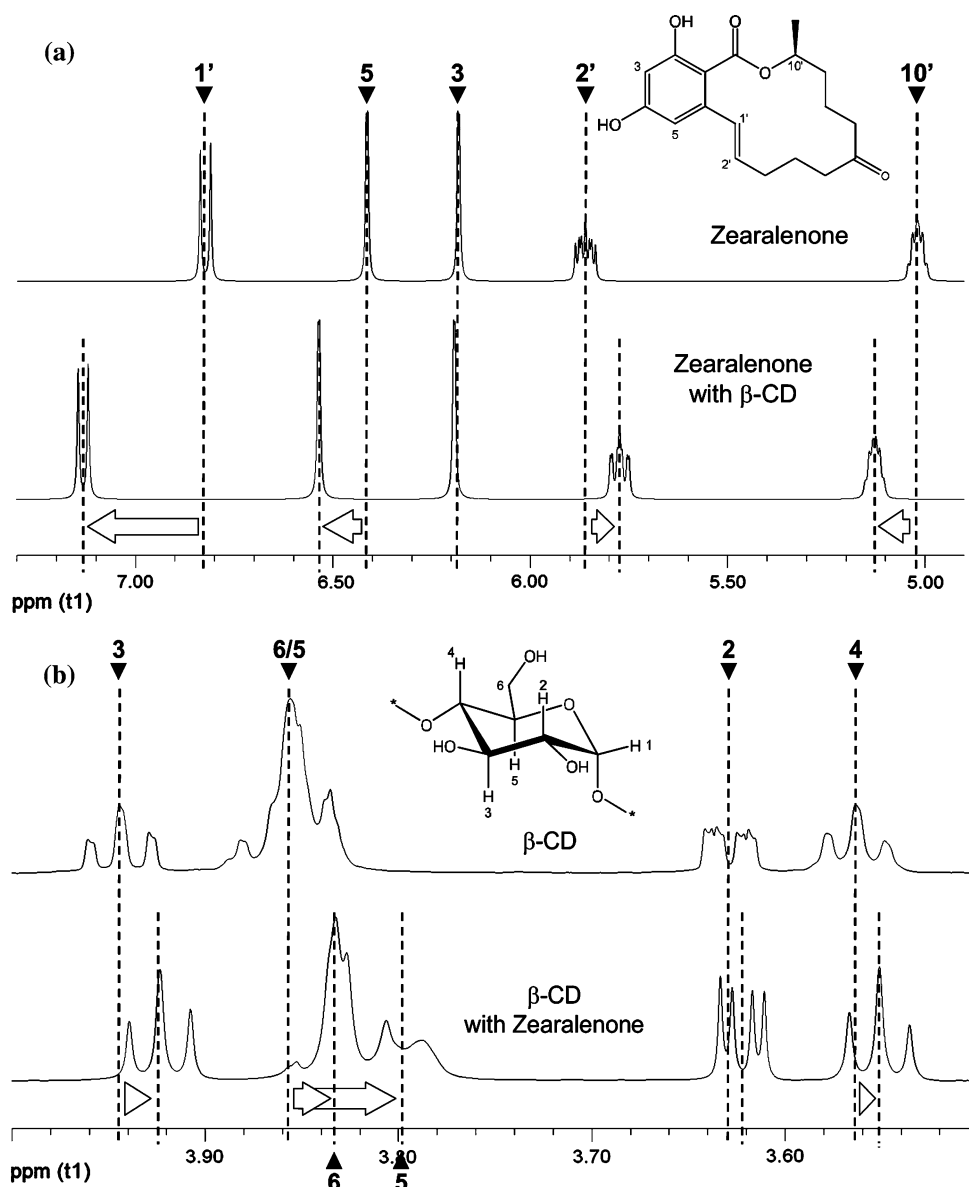 (a)
1' 5 3 2' 10'
OH O
3 O 10'
HO 5 1' 2' O
Zearalenone
Zearalenone
with β-CD
7.00 6.50 6.00 5.50 5.00
ppm (t1)
(b)
3 6/5 2 4
4 H OH
6 2 H O
* O HO H 5 OH H 1
H 3 O *
β-CD
β-CD
with Zearalenone
3.90 3.80 3.70 3.60
ppm (t1)
6 5